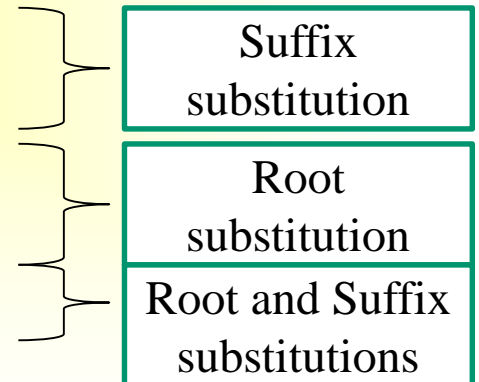 Suffix
substitution
Root
substitution
Root and Suffix
substitutions